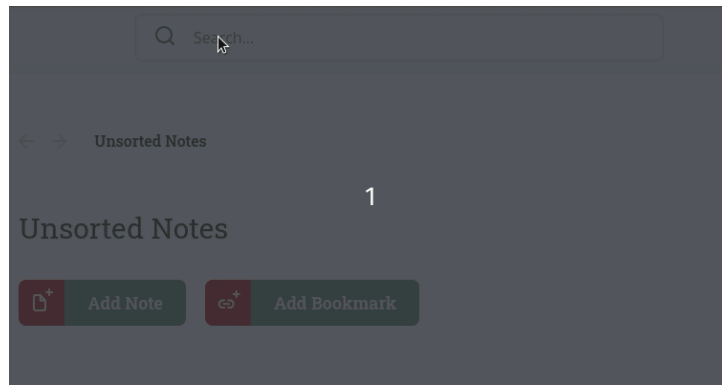 Search...
Unsorted Notes
1
Unsorted Notes
Add Note
Add Bookmark